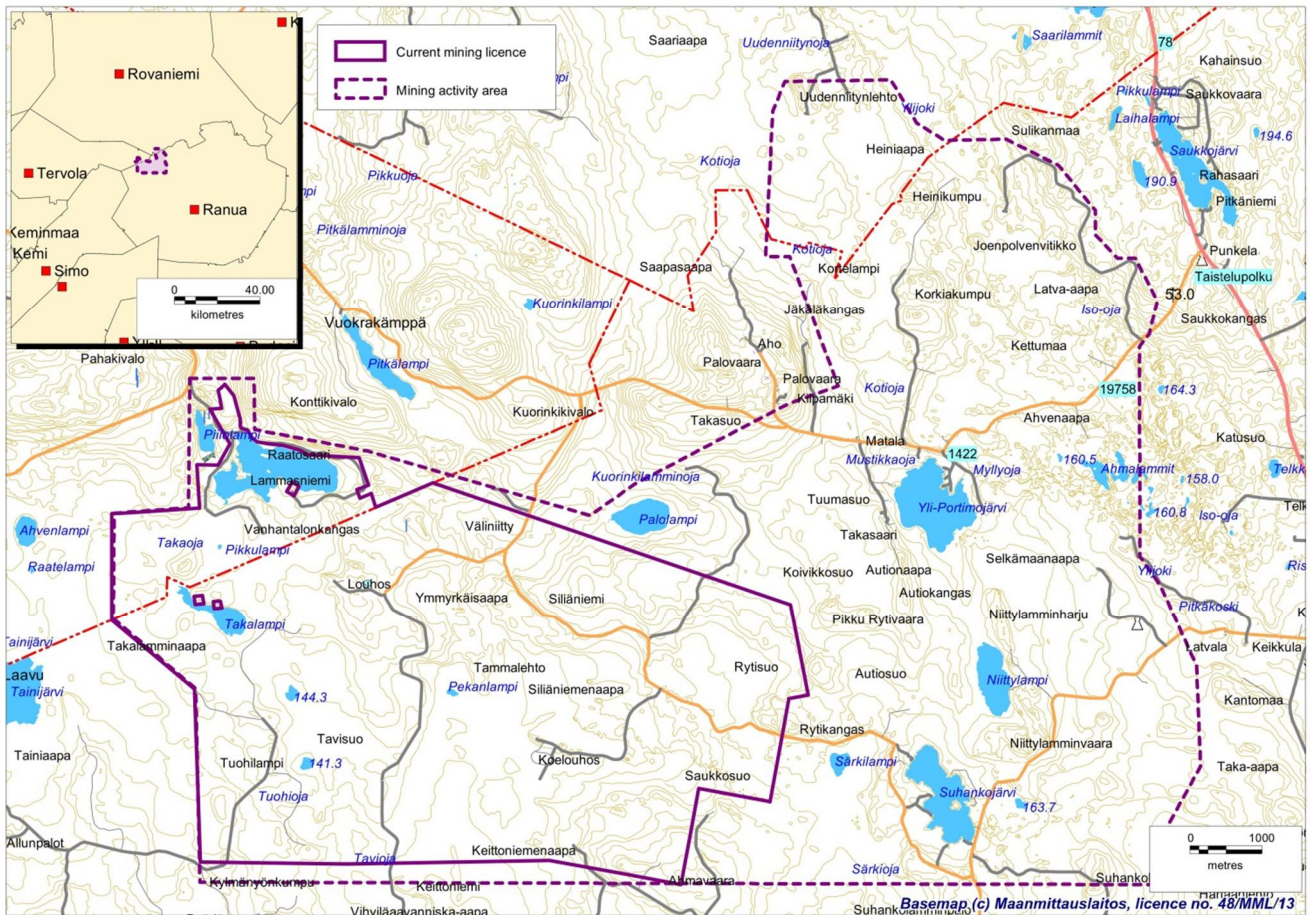 Rovaniemi
Tervola
Ranua
Keminmaa
Kemi
Simo
0 40.00
kilometres
Current mining licence
Mining activity area
Saariaapa
Uudenniitynoja
Saarilammit
78
Kahainsuo
Pikkulampi
Saukkovaara
Laihalampi
Uudenniitynlehto
Ilijoki
Sulikanmaa
Saukkojärvi
194.6
Heiniaapa
Kotioja
Pikkuoja
190.9
Rahasaari
Heinikumpu
Pitkäniemi
Pitkälamminoja
Joenpolvenvitikko
Kotioja
Punkela
Saapasaapa
Kortelampi
Taistelupolku
Kuorinkilampi
Korkiakumpu
Latva-aapa
53.0
Jäkäläkangas
Iso-oja
Saukkokangas
Vuokrakämppä
Aho
Kettumaa
Pahakivalo
Pitkälampi
Palovaara
Palovaara
Kotioja
19758
164.3
Konttikivalo
Kilpamäki
Kuorinkikivalo
Takasuo
Ahvenaapa
Piilolampi
Matala
Katusuo
Raatosaari
1422
Mustikkaoja
Myllyoja
160.5
Ahmalammit
Lammasniemi
Kuorinkilamminoja
158.0
Tuumasuo
Yli-Portimojärvi
160.8
Iso-oja
Ahvenlampi
Vanhantalonkangas
Väliniitty
Palolampi
Takasaari
Takaoja
Pikkulampi
Selkämaanaapa
Raatelampi
Koivikkosuo
Autionaapa
Ylijoki
Louhos
Ymmyrkäisaapa
Siliäniemi
Autiokangas
Pitkäkoski
Takalampi
Pikku Rytivaara
Niittylamminharju
Takalamminaapa
Latvala
Keikkula
Tammalehto
Rytisuo
Laavu
Autiosuo
Tainijärvi
Pekanlampi
Siliäniemenaapa
Niittylampi
144.3
Kantomaa
Rytikangas
Tavisuo
Niittylamminvaara
Tainiaapa
Tuohilampi
141.3
Koelouhos
Särkilampi
Taka-aapa
Saukkosuo
Tuohioja
Suhankojärvi
163.7
0 1000
metres
Allunpalot
Keittoniemenaapa
Tavioja
Särkioja
Kylmänyönkumpu
Keittoniemi
Ahmavaara
Basemap (c) Maanmittauslaitos, licence no. 48/MML/13